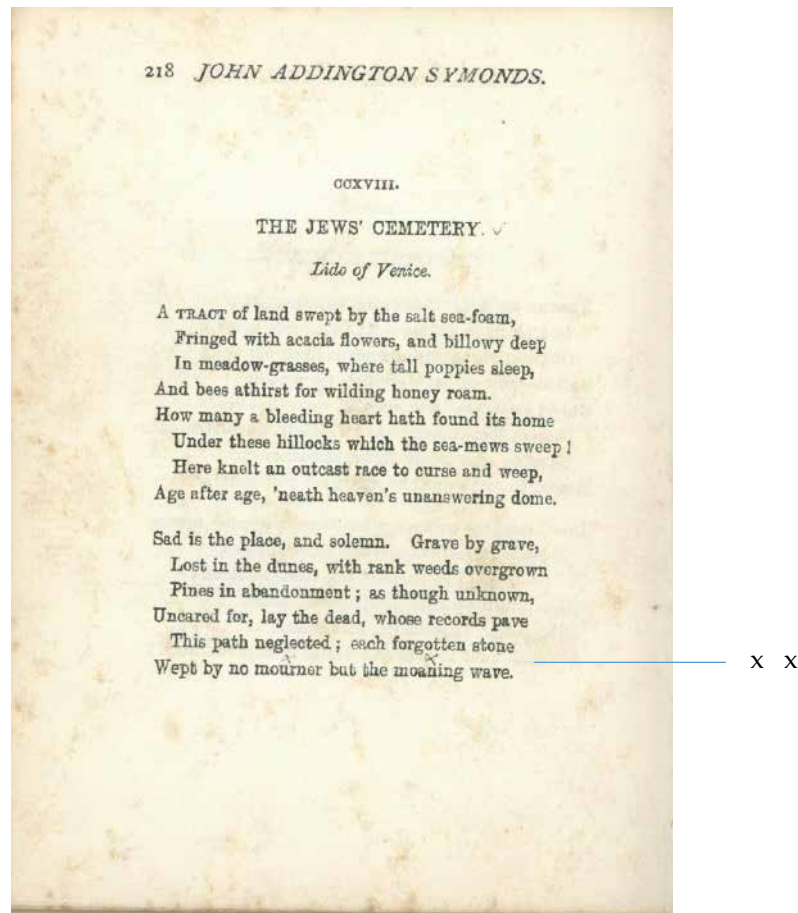 218 JOHN ADDINGTON SYMONDS.
CCXVIII.
THE JEWS' CEMETERY. ✓
Lido of Venice.
A TRACT of land swept by the salt sea-foam,
Fringed with acacia flowers, and billowy deep
In meadow-grasses, where tall poppies sleep,
And bees athirst for wilding honey roam.
How many a bleeding heart hath found its home
Under these hillocks which the sea-mews sweep!
Here knelt an outcast race to curse and weep,
Age after age, 'neath heaven's unanswering dome.
Sad is the place, and solemn. Grave by grave,
Lost in the dunes, with rank weeds overgrown
Pines in abandonment; as though unknown,
Uncared for, lay the dead, whose records pave
This path neglected; each forgotten stone
Wept by no mourner but the moaning wave. x x